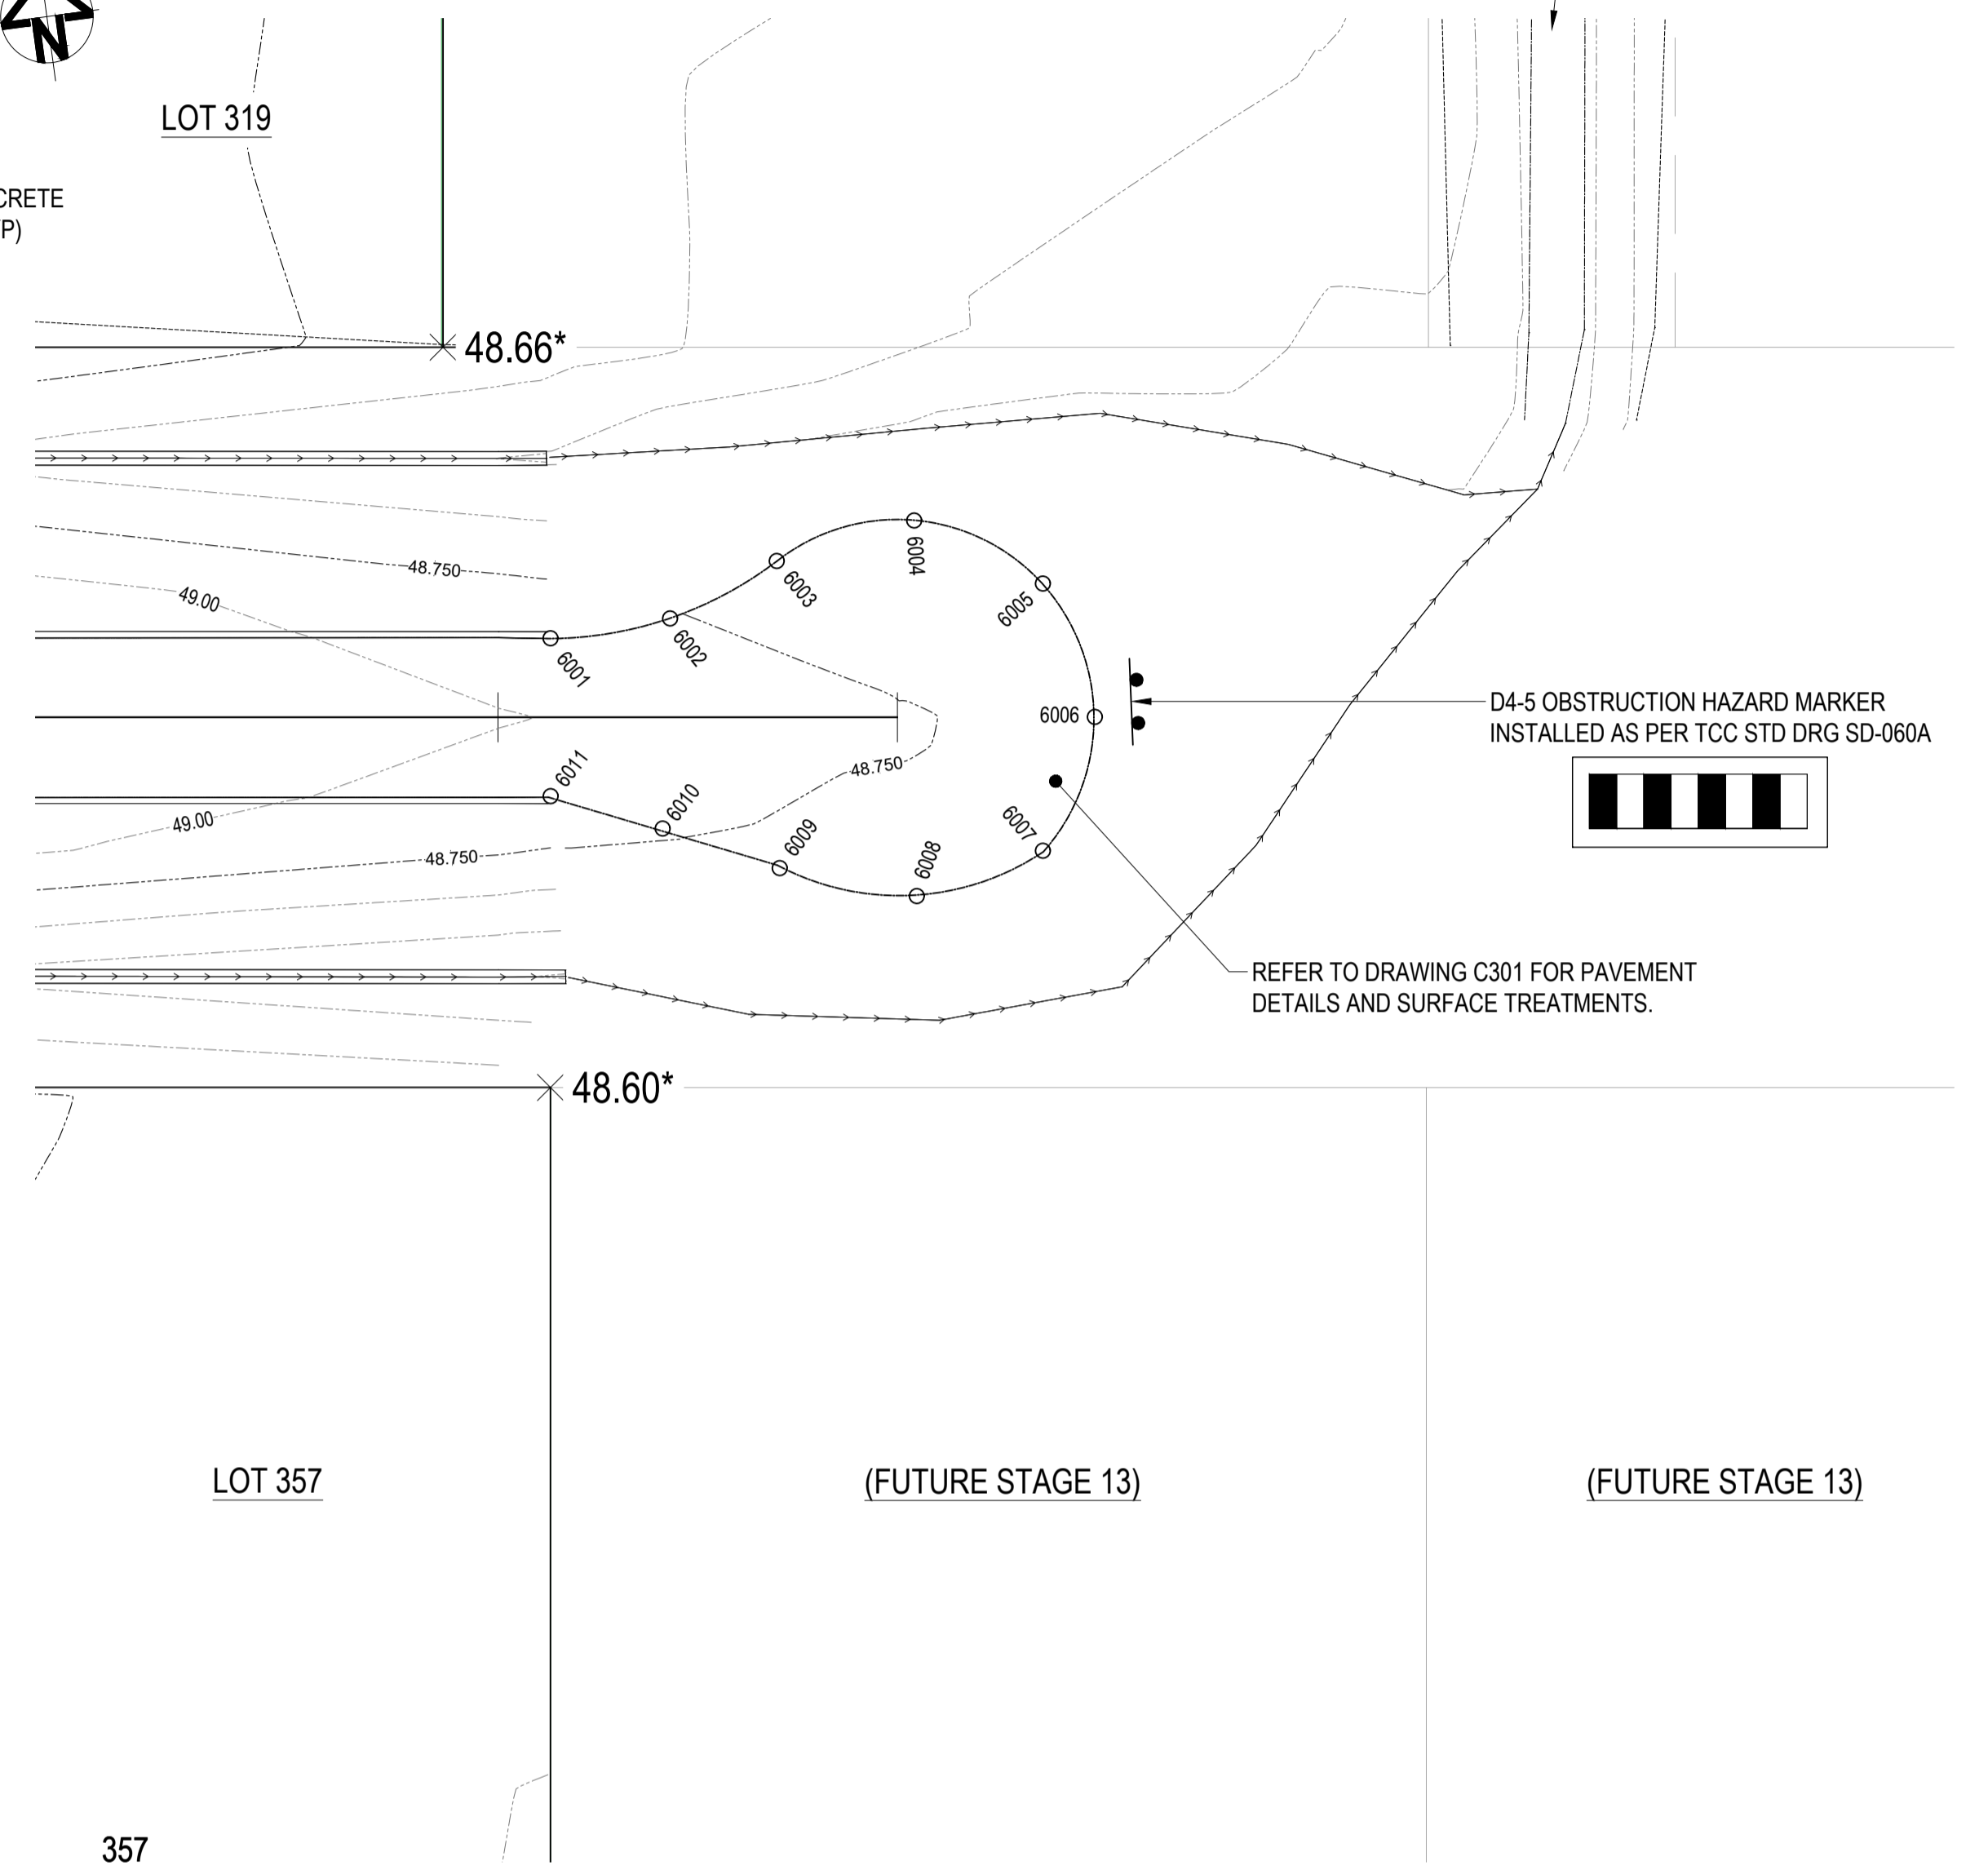 N
LOT 319
CRETE
P)
48.66*
48.750
49.00
6001
6002
6003
6004
6005
6006
D4-5 OBSTRUCTION HAZARD MARKER
INSTALLED AS PER TCC STD DRG SD-060A
6011
6010
6009
6008
6007
48.750
49.00
48.750
REFER TO DRAWING C301 FOR PAVEMENT
DETAILS AND SURFACE TREATMENTS.
48.60*
LOT 357
(FUTURE STAGE 13)
(FUTURE STAGE 13)
357